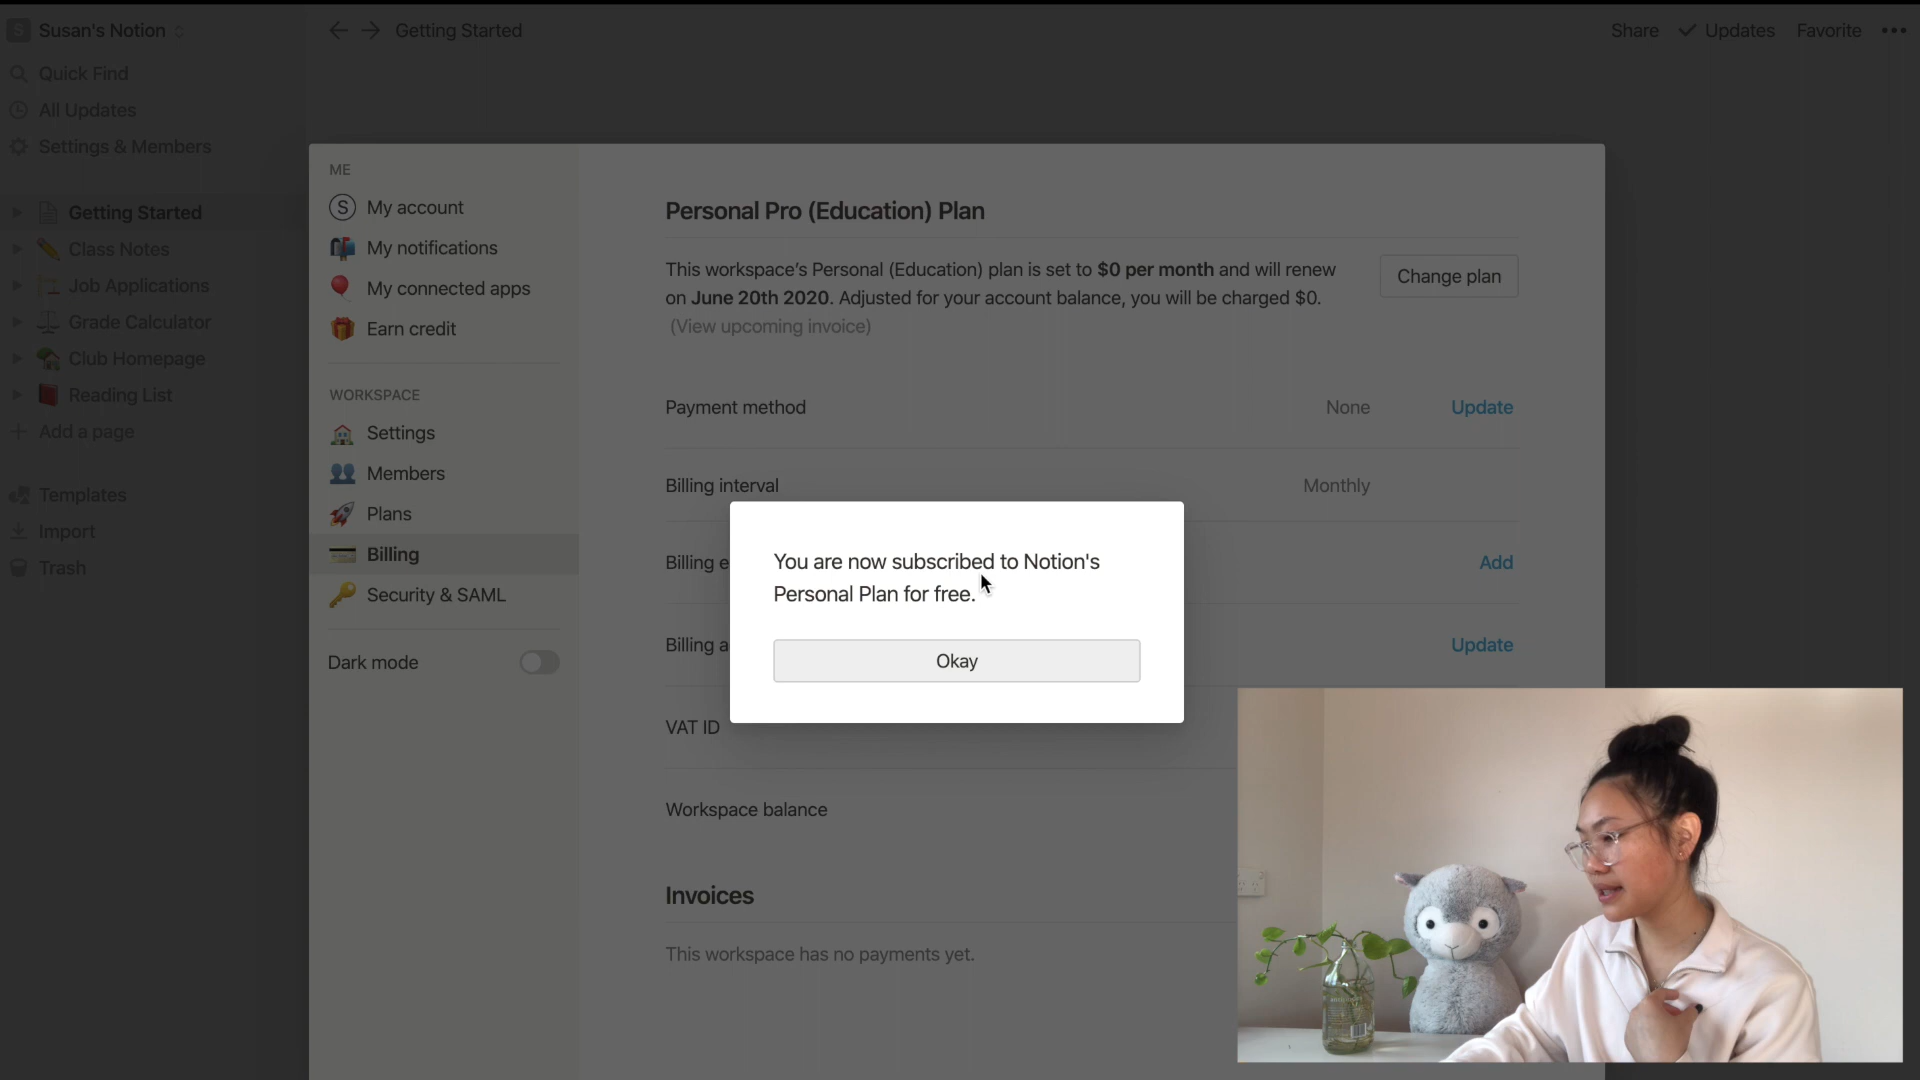 Susan's Notion
Getting Started
Share
Updates
Favorite
Quick Find
All Updates
Settings & Members
Getting Started
Class Notes
Job Applications
Grade Calculator
Club Homepage
Reading List
Add a page
Templates
Import
Trash
ME
S My account
My notifications
My connected apps
Earn credit
WORKSPACE
Settings
Members
Plans
Billing
Security & SAML
Dark mode
Personal Pro (Education) Plan
This workspace's Personal (Education) plan is set to $0 per month and will renew
on June 20th 2020. Adjusted for your account balance, you will be charged $0.
(View upcoming invoice)
Change plan
Payment method
None
Update
Billing interval
Monthly
Billing e
Add
Billing a
Update
VAT ID
Workspace balance
Invoices
This workspace has no payments yet.
You are now subscribed to Notion's
Personal Plan for free.
Okay